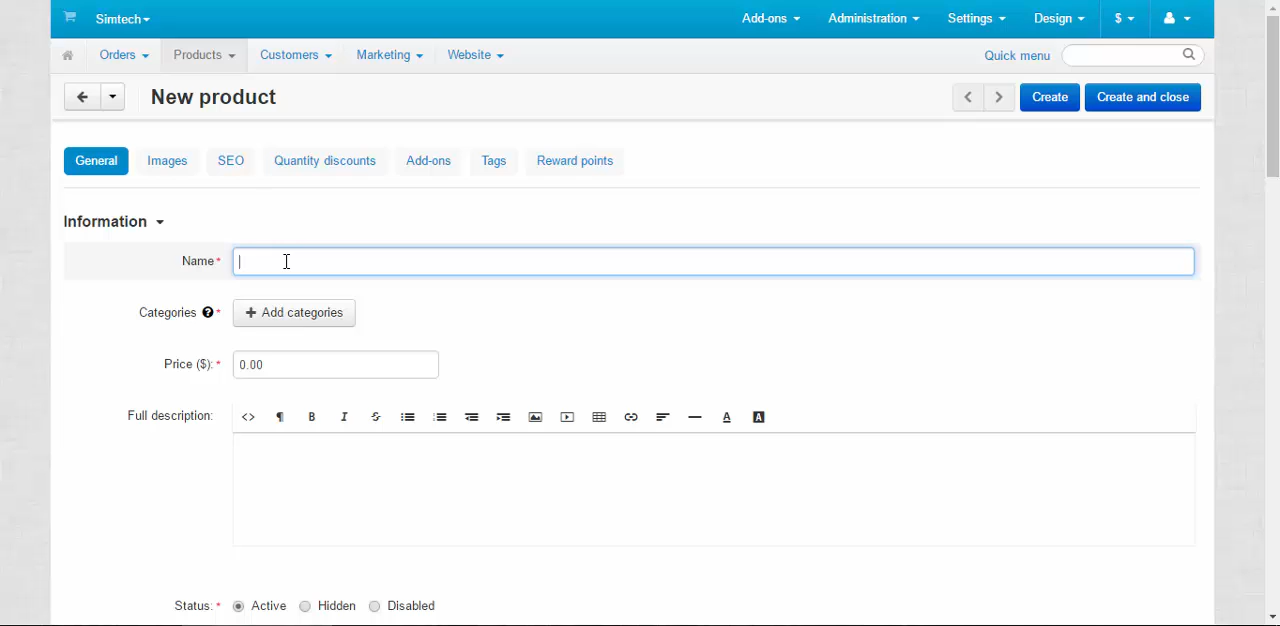 Simtech Add-ons Administration Settings Design $
Orders Products Customers Marketing Website Quick menu
New product Create Create and close
General Images SEO Quantity discounts Add-ons Tags Reward points
Information
Name *
Categories ? * + Add categories
Price ($): * 0.00
Full description: <> ¶ B I S A A
Status: * Active Hidden Disabled